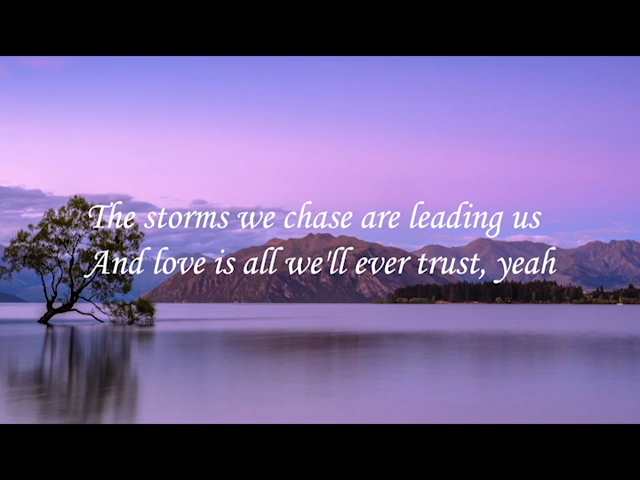 The storms we chase are leading us
And love is all we'll ever trust, yeah